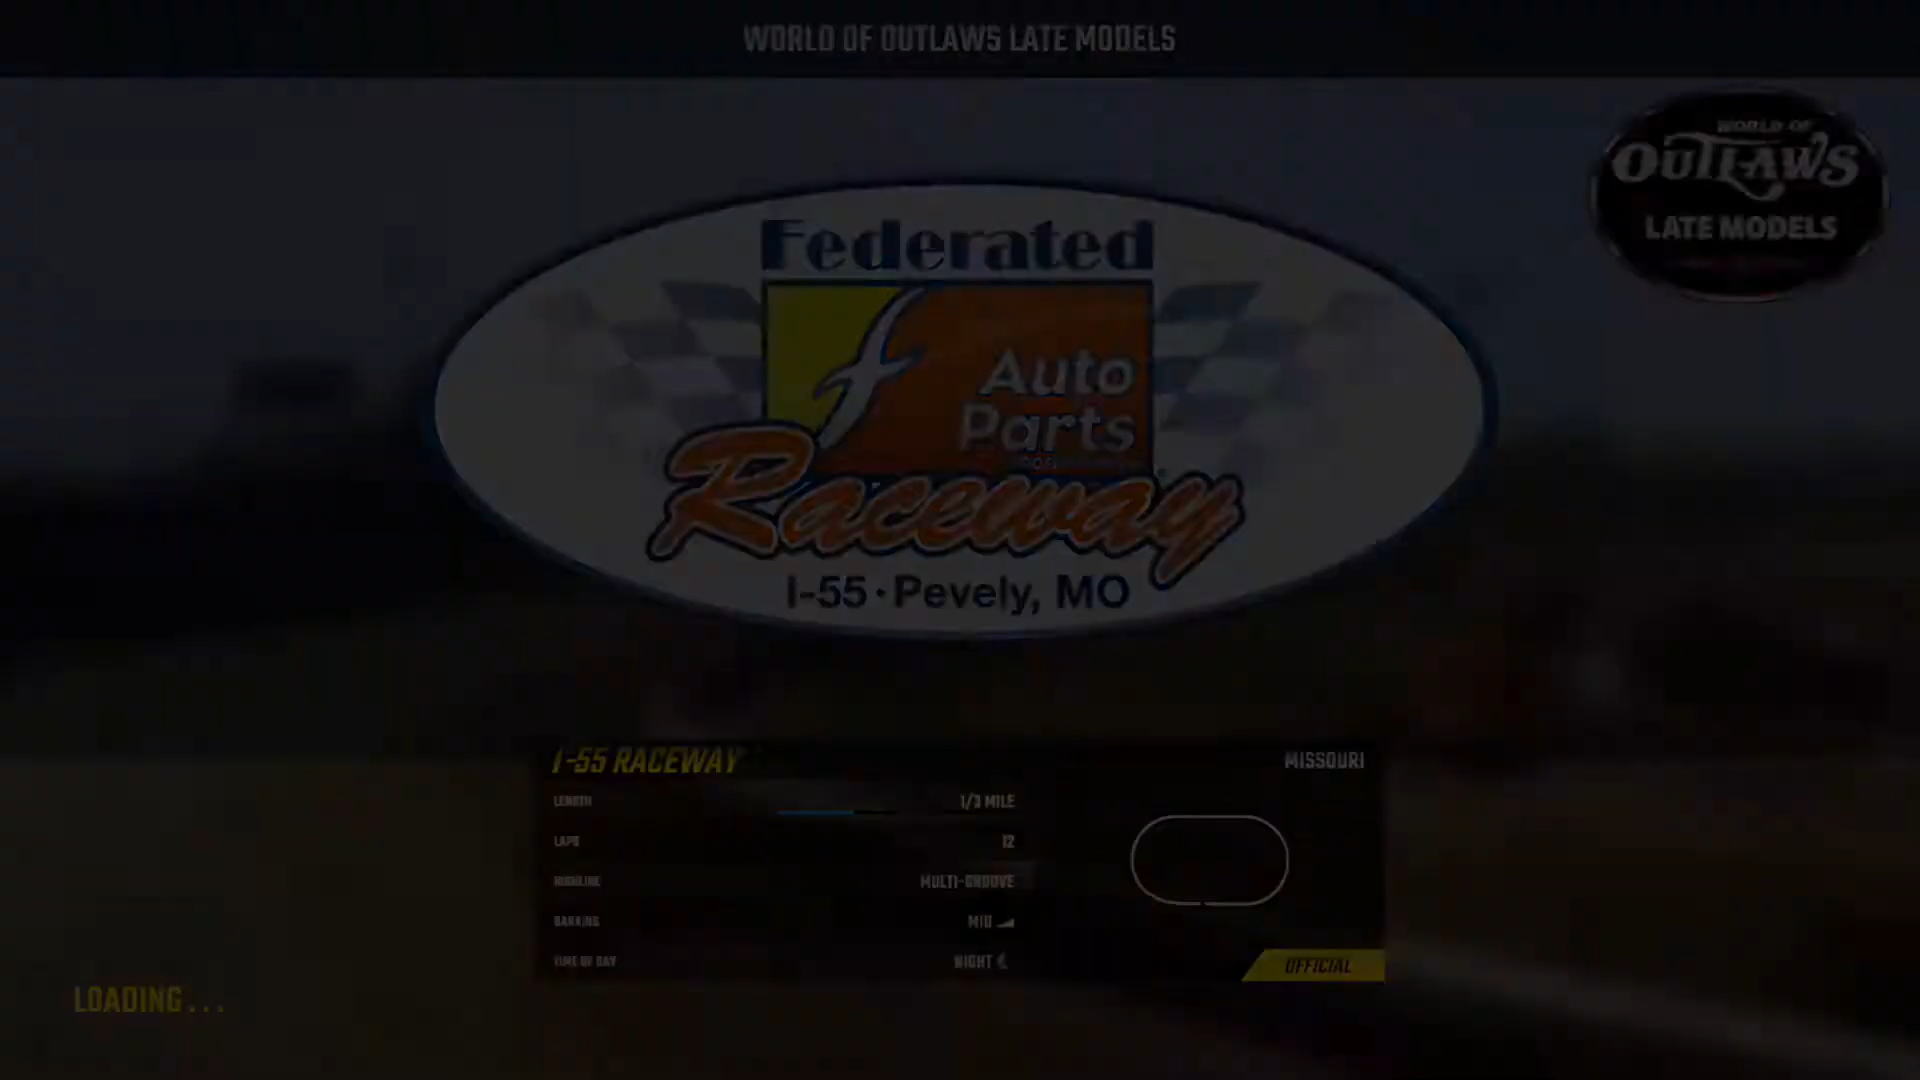 WORLD OF OUTLAWS LATE MODELS
WORLD OF
OUTLAWS
LATE MODELS
Federated
Auto
Parts
Raceway
I-55·Pevely, MO
I-55 RACEWAY
MISSOURI
LENGTH 1/3 MILE
LAPS 12
MULTI-GROOVE
BANKING MID
TIME OF DAY NIGHT
OFFICIAL
LOADING...